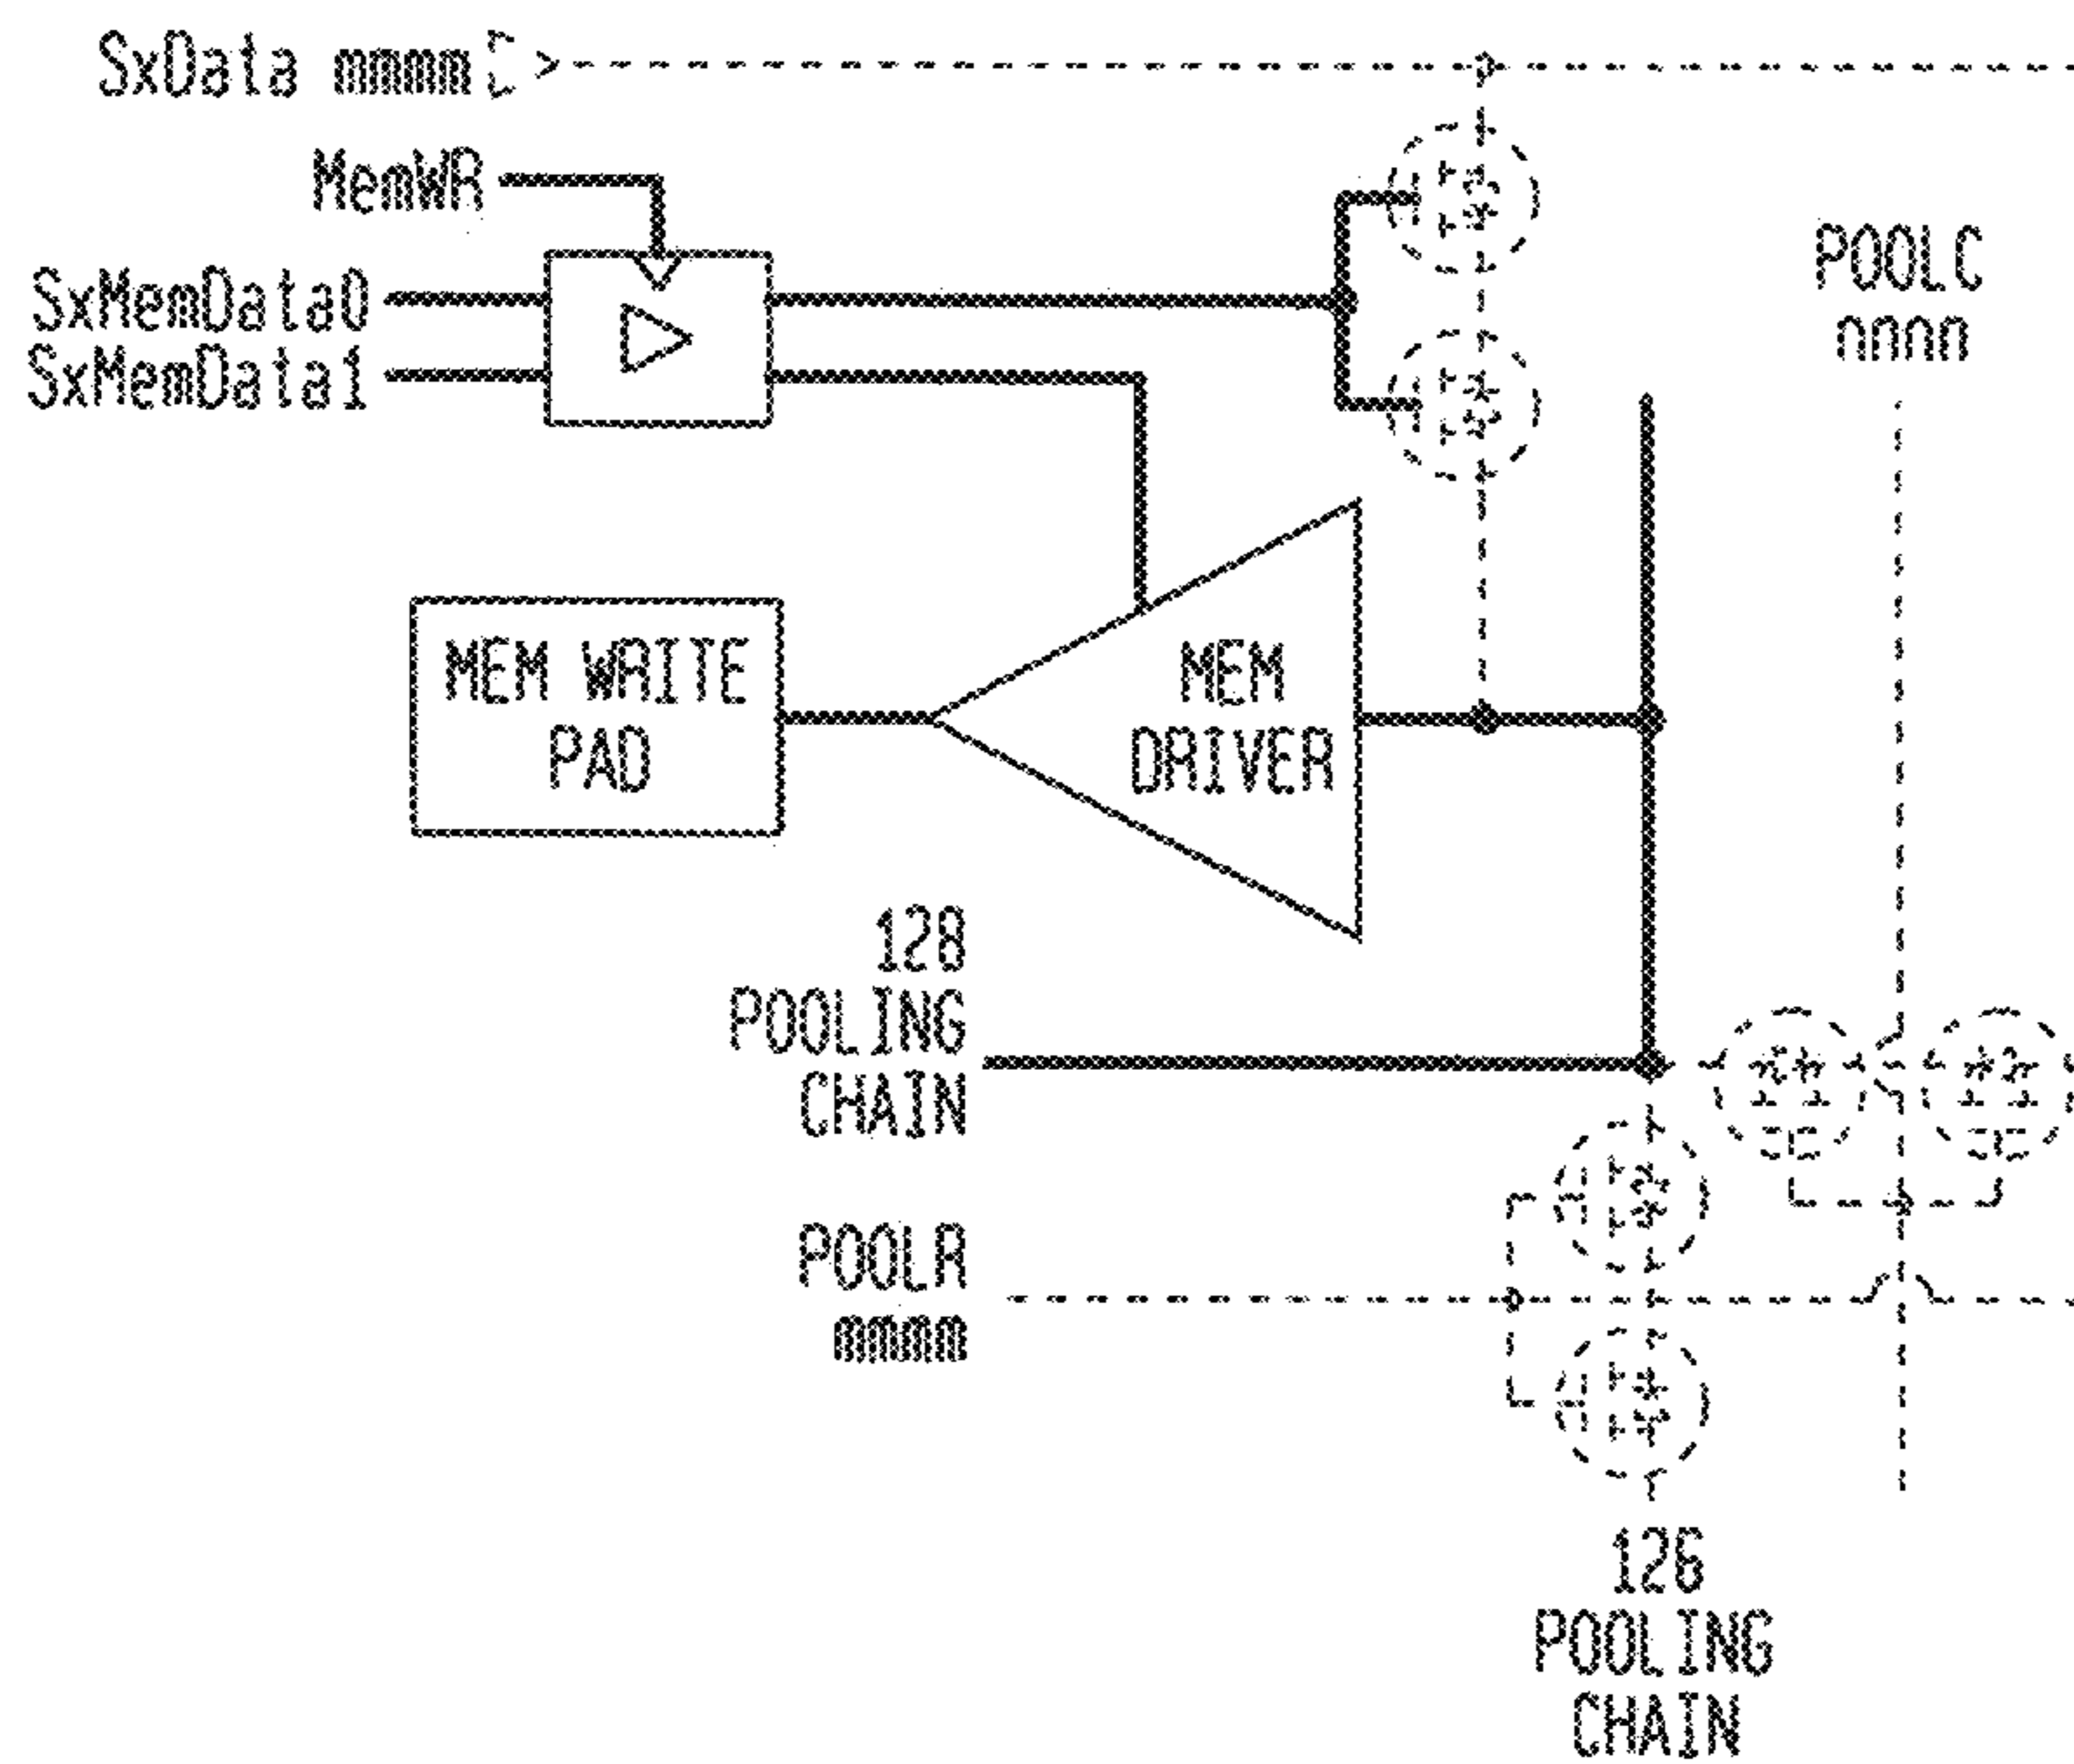 SxData mmmm
MemWR
SxMemData0
SxMemData1
POOLC
nnnn
MEM WRITE
PAD
MEM
DRIVER
128
POOLING
CHAIN
POOLR
mmmm
126
POOLING
CHAIN